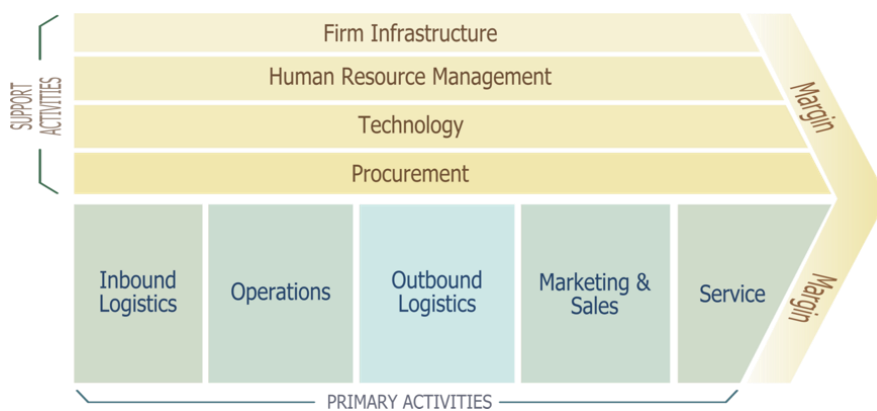 SUPPORT
ACTIVITIES
Firm Infrastructure
Human Resource Management
Technology
Procurement
Margin
Inbound
Logistics
Operations
Outbound
Logistics
Marketing &
Sales
Service
Margin
PRIMARY ACTIVITIES